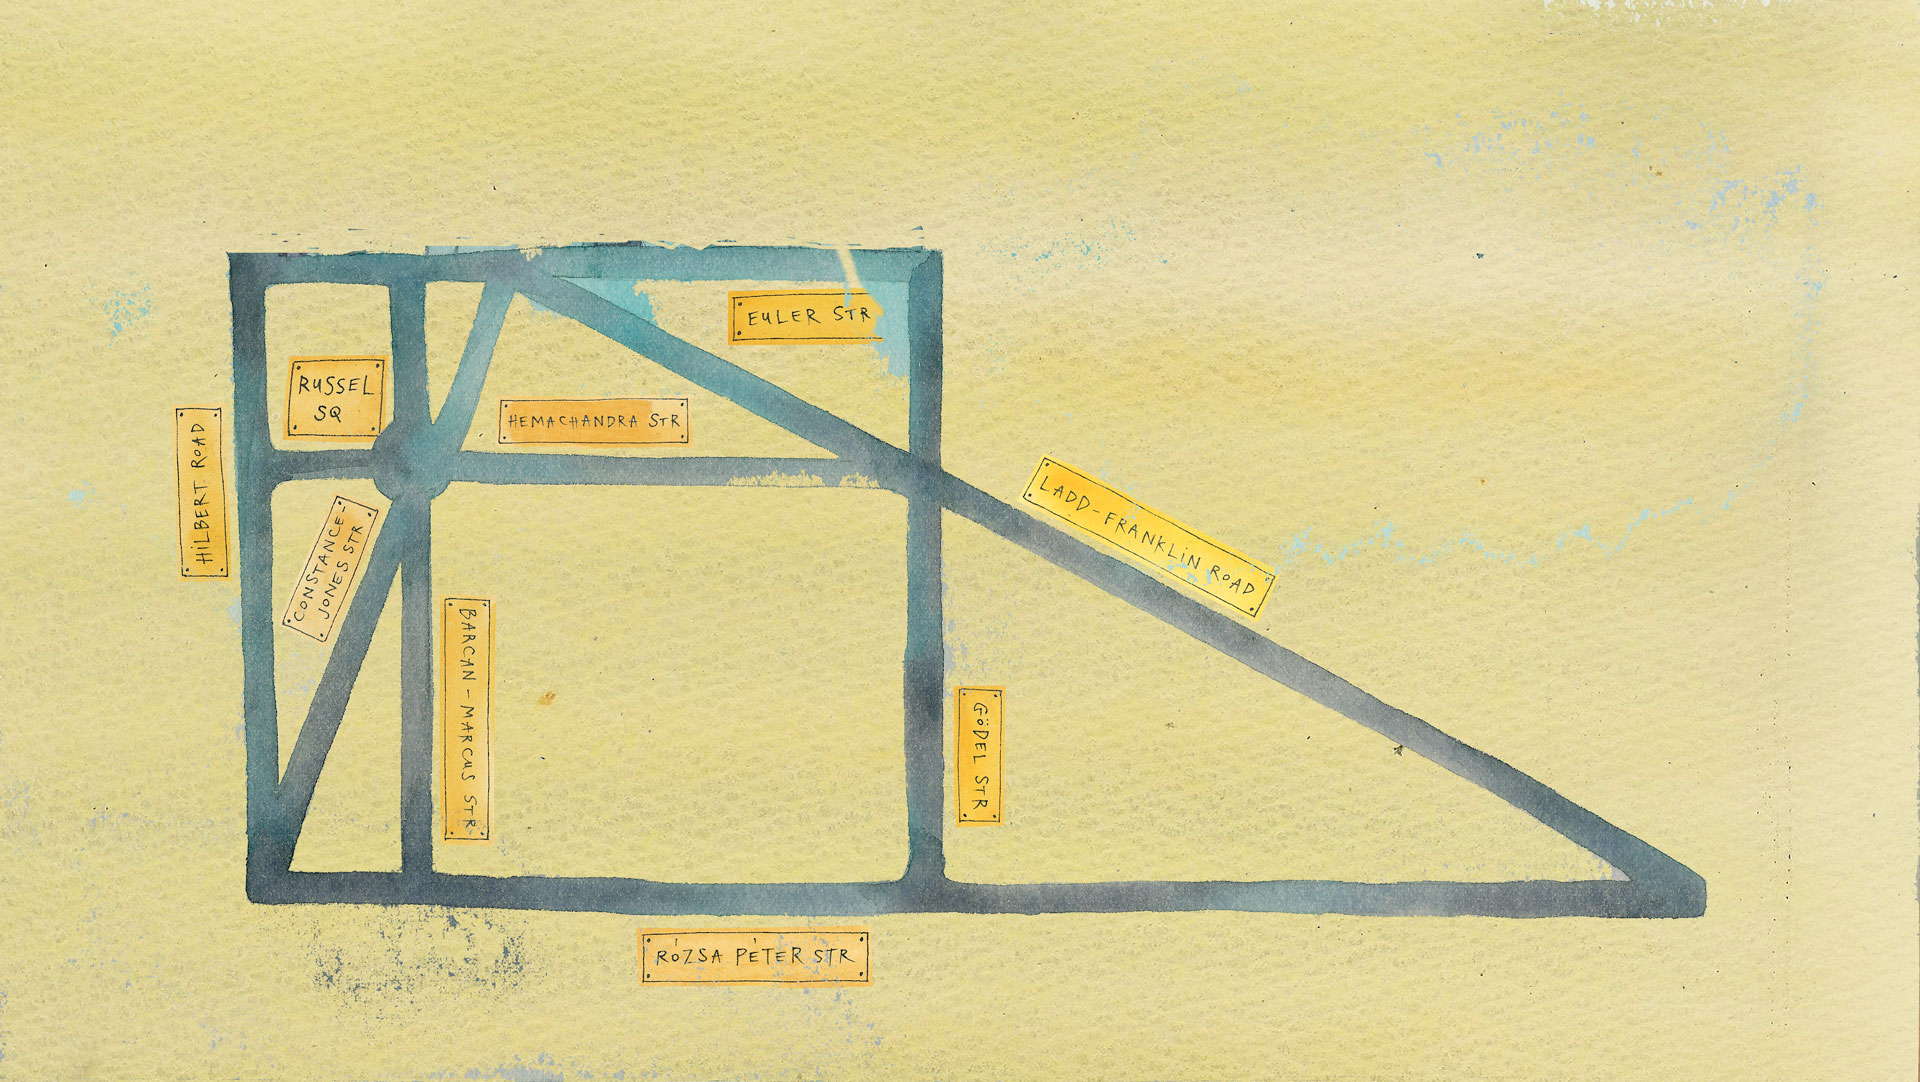 EULER STR
RUSSEL
SQ
HEMACHANDRA STR
HILBERT ROAD
LADD-FRANKLIN ROAD
CONSTANCE-
JONES STR
BARCAN-MARCUS STR
GÖDEL STR
RÓZSA PÉTER STR